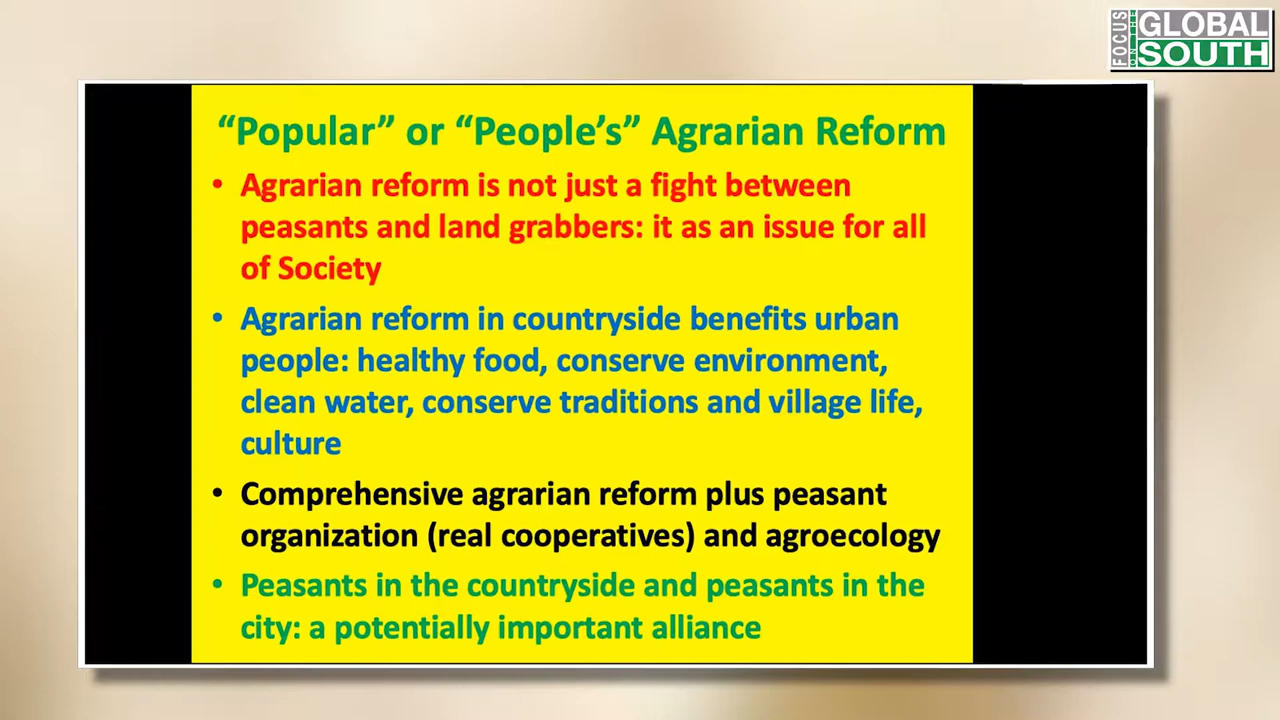 FOCUS
ON THE
GLOBAL
SOUTH
“Popular” or “People’s” Agrarian Reform
• Agrarian reform is not just a fight between
peasants and land grabbers: it as an issue for all
of Society
• Agrarian reform in countryside benefits urban
people: healthy food, conserve environment,
clean water, conserve traditions and village life,
culture
• Comprehensive agrarian reform plus peasant
organization (real cooperatives) and agroecology
• Peasants in the countryside and peasants in the
city: a potentially important alliance